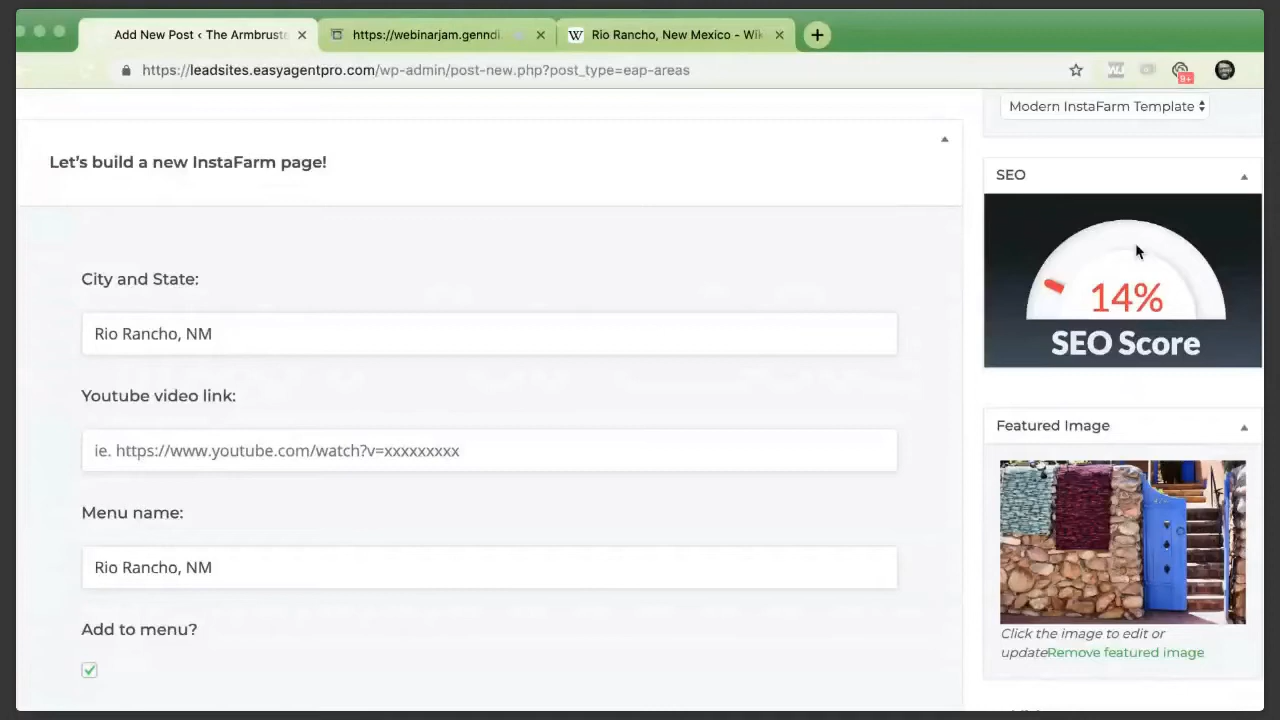 Add New Post ‹ The Armbruste
https://webinarjam.genndi.
Rio Rancho, New Mexico - Wik
https://leadsites.easyagentpro.com/wp-admin/post-new.php?post_type=eap-areas
9+
Modern InstaFarm Template
Let's build a new InstaFarm page!
SEO
14%
SEO Score
City and State:
Rio Rancho, NM
Youtube video link:
ie. https://www.youtube.com/watch?v=xxxxxxxxx
Featured Image
Menu name:
Rio Rancho, NM
Add to menu?
Click the image to edit or
updateRemove featured image